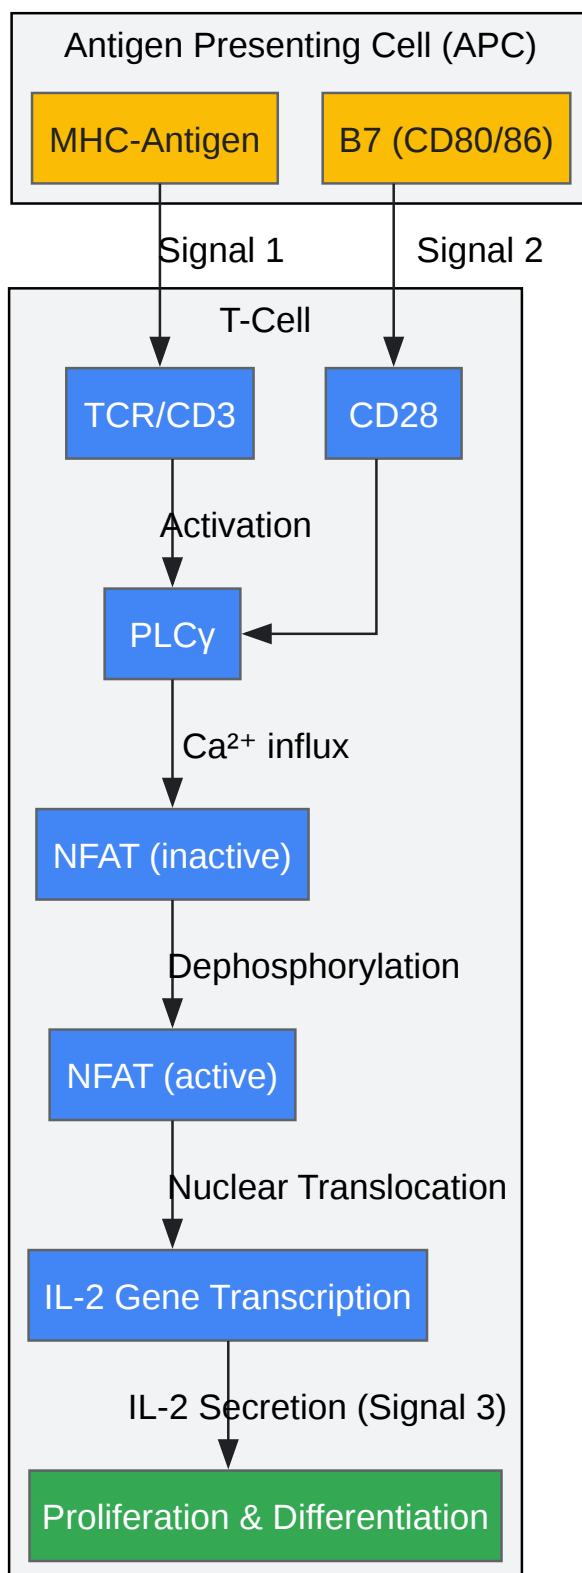 Antigen Presenting Cell (APC)
MHC-Antigen
B7 (CD80/86)
Signal 1
Signal 2
T-Cell
TCR/CD3
CD28
Activation
PLCγ
Ca²⁺ influx
NFAT (inactive)
Dephosphorylation
NFAT (active)
Nuclear Translocation
IL-2 Gene Transcription
IL-2 Secretion (Signal 3)
Proliferation & Differentiation